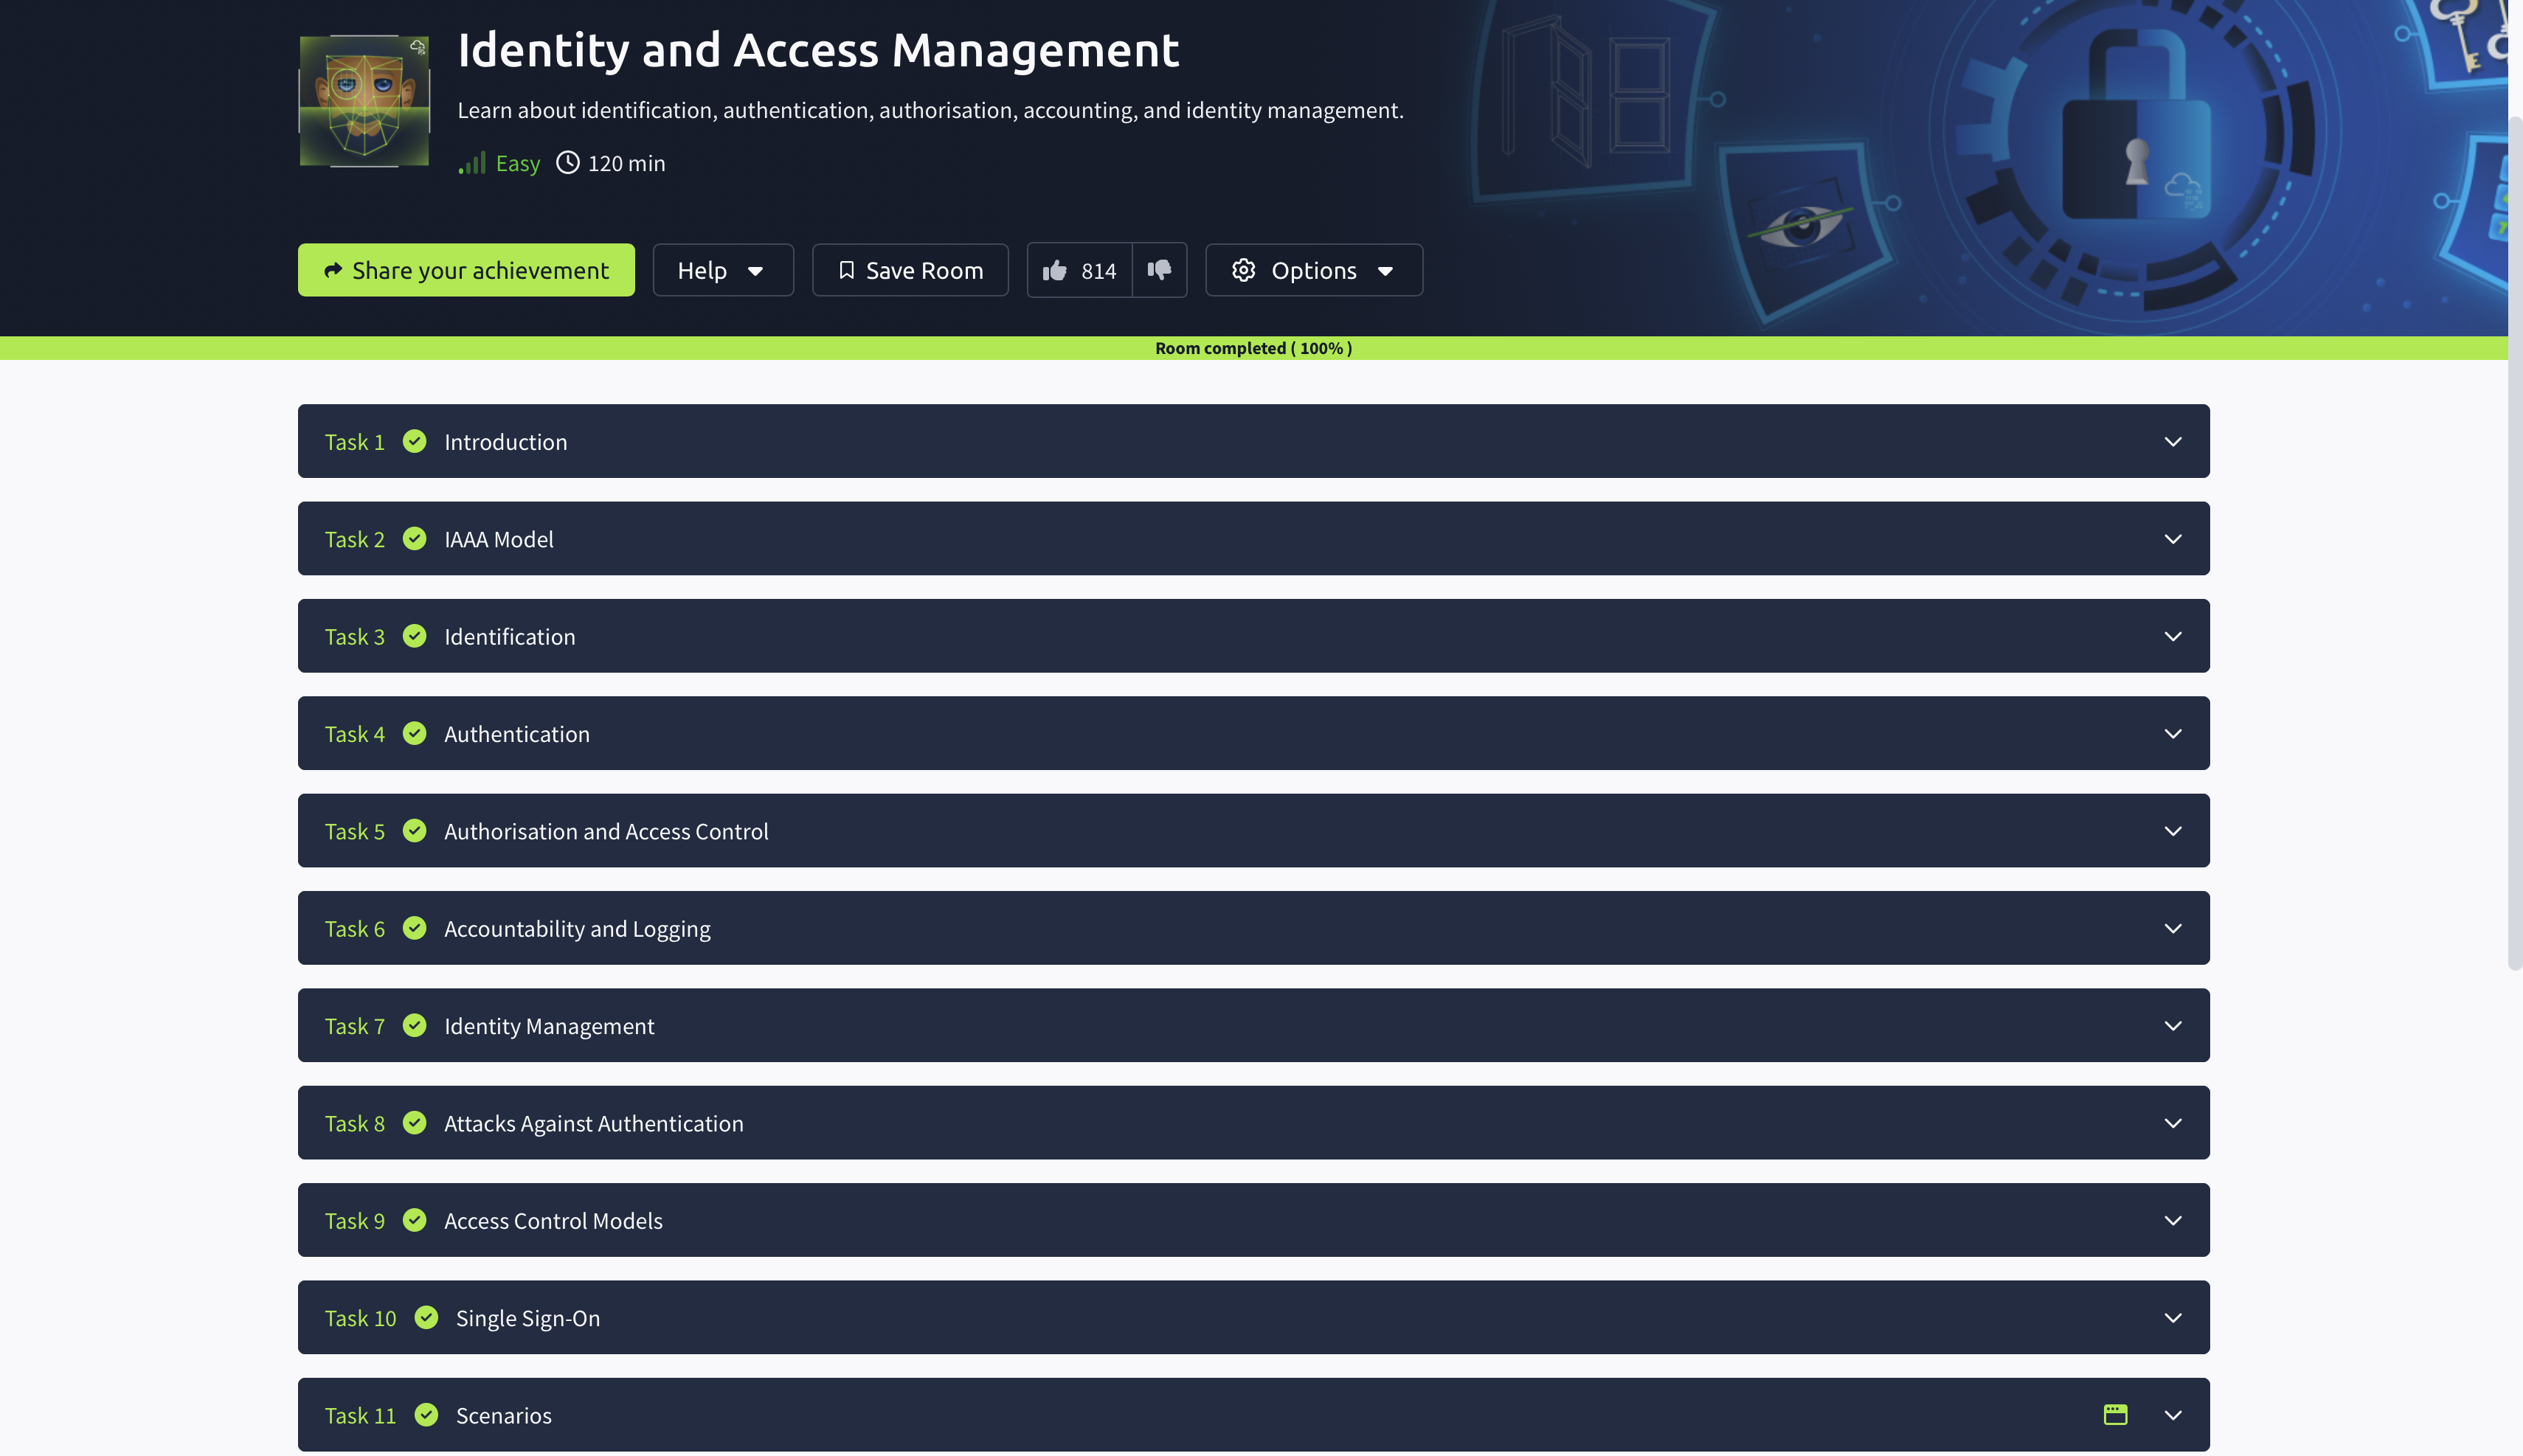 Identity and Access Management
Learn about identification, authentication, authorisation, accounting, and identity management.
Easy 120 min
Share your achievement Help Save Room 814 Options
Room completed ( 100% )
Task 1 Introduction
Task 2 IAAA Model
Task 3 Identification
Task 4 Authentication
Task 5 Authorisation and Access Control
Task 6 Accountability and Logging
Task 7 Identity Management
Task 8 Attacks Against Authentication
Task 9 Access Control Models
Task 10 Single Sign-On
Task 11 Scenarios